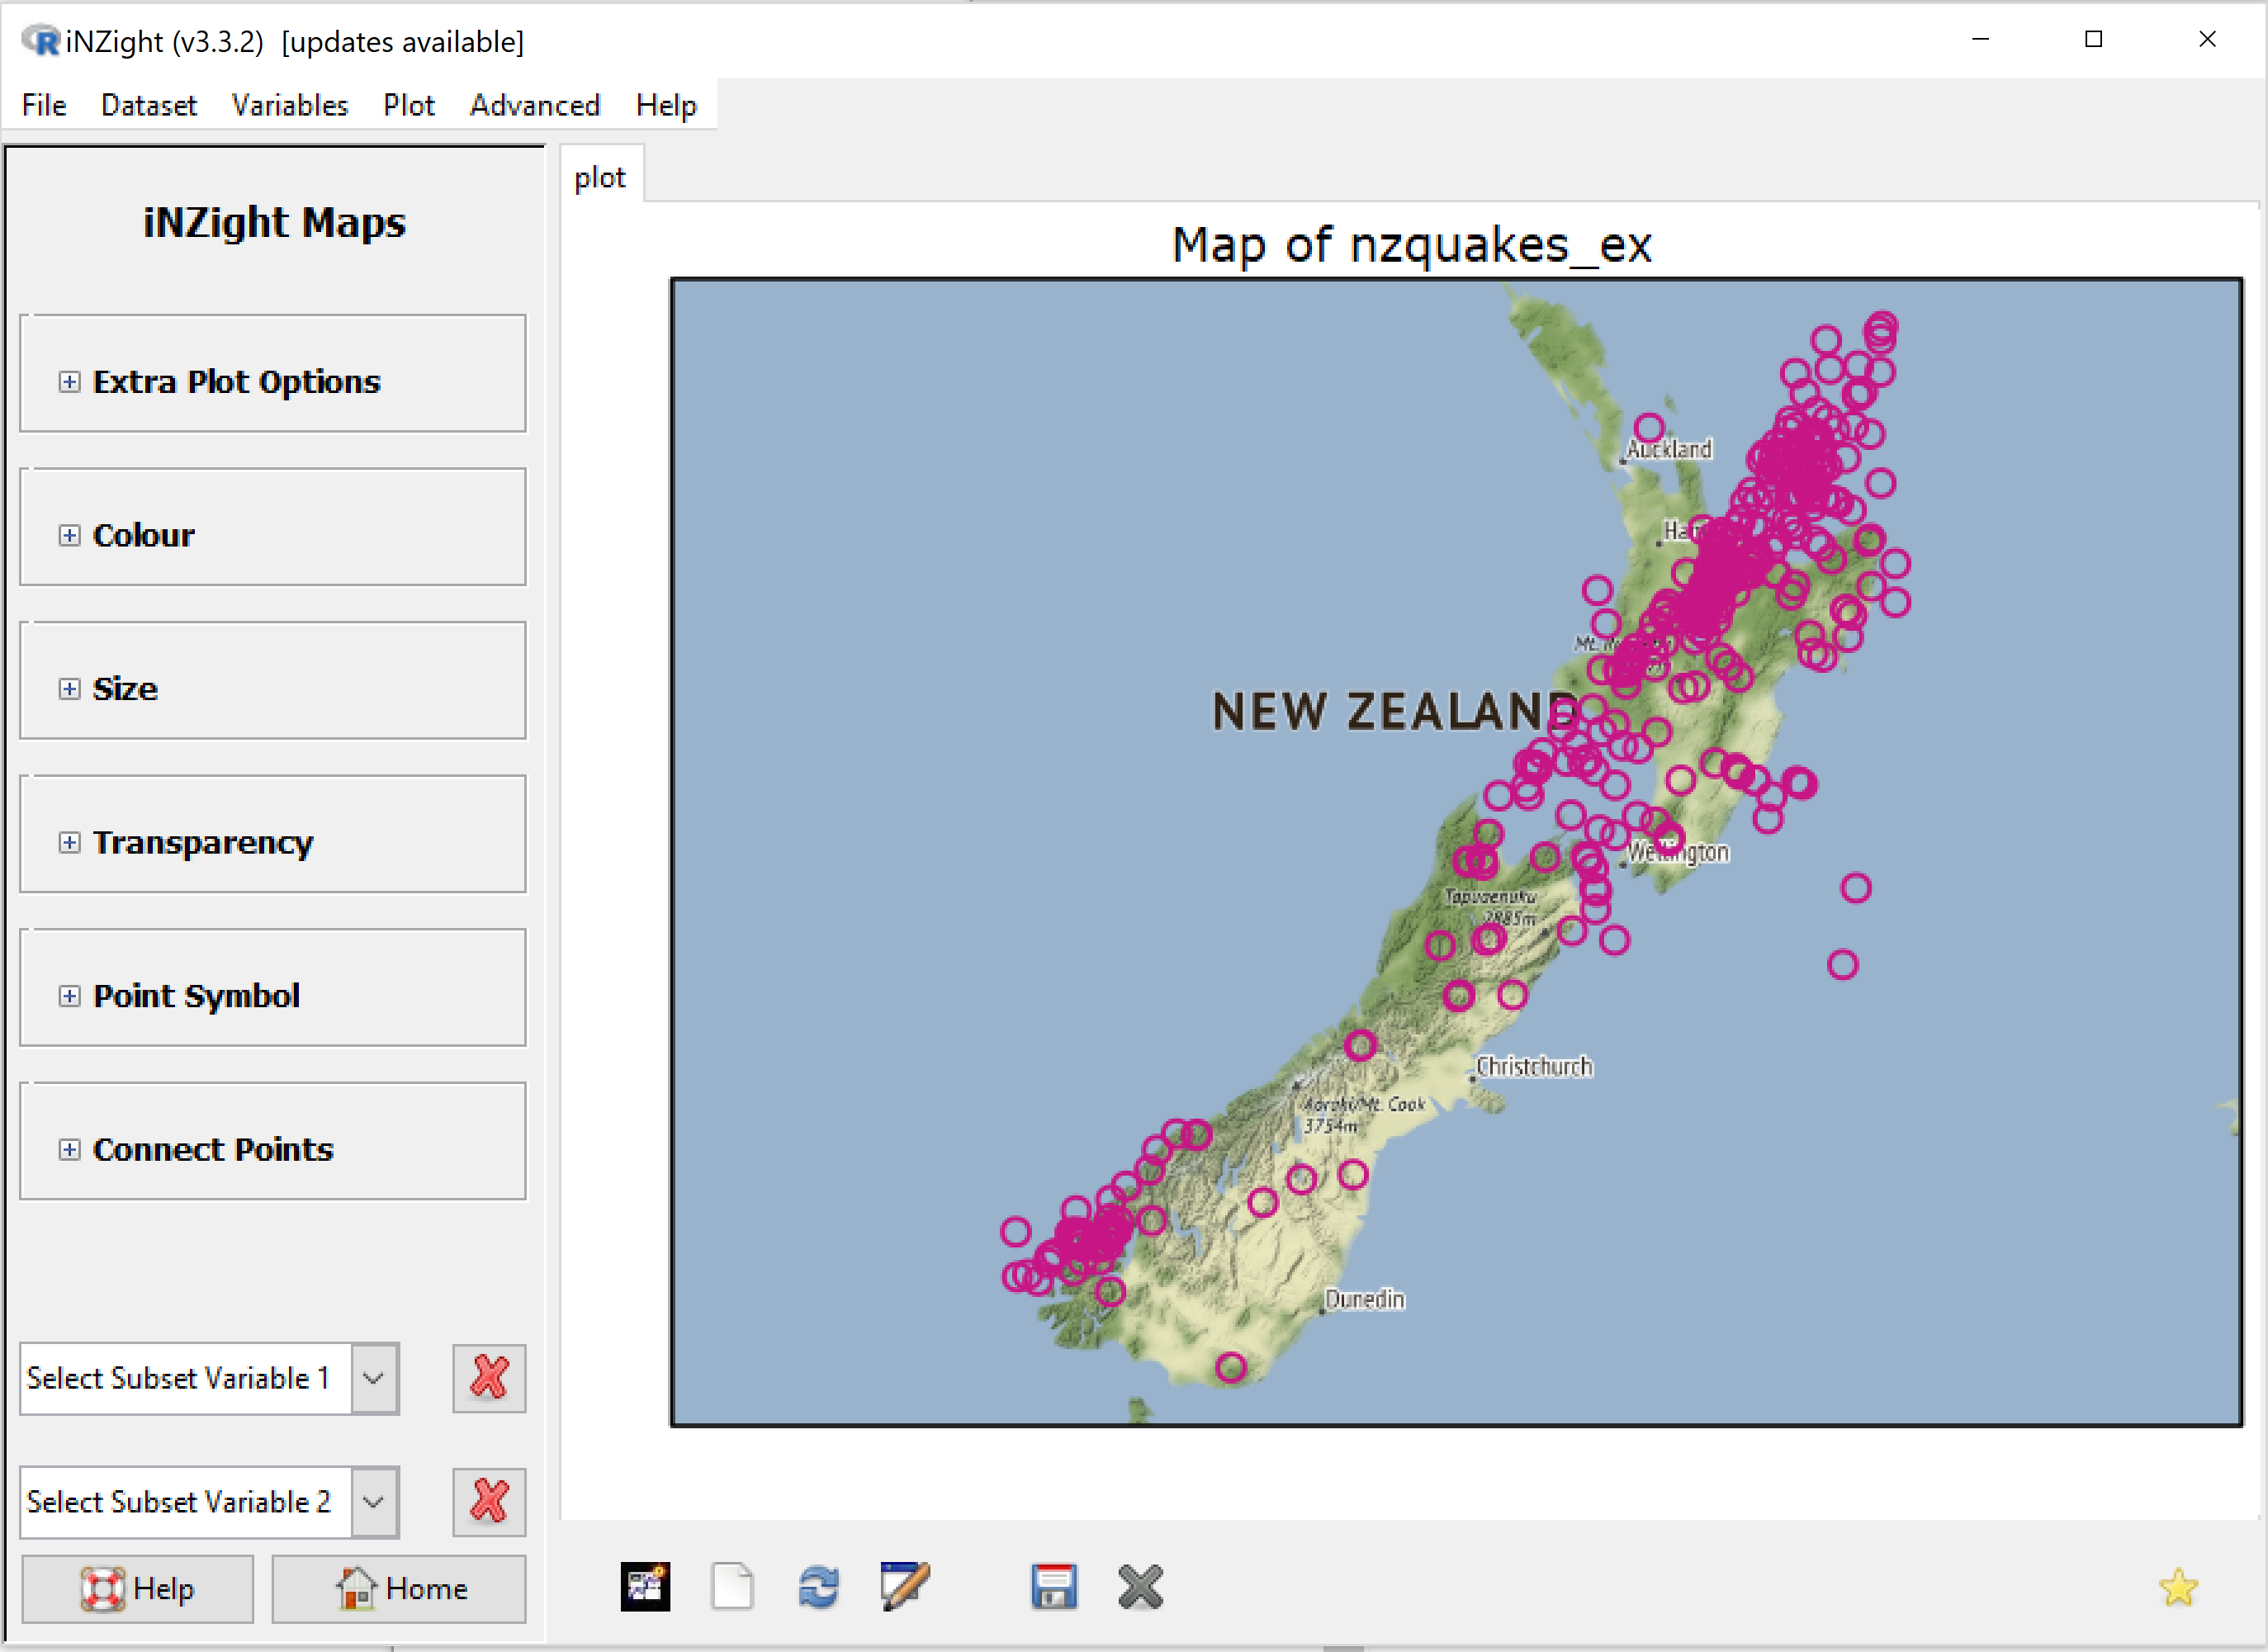 iNZight (v3.3.2) [updates available]
File Dataset Variables Plot Advanced Help
iNZight Maps
Extra Plot Options
Colour
Size
Transparency
Point Symbol
Connect Points
Select Subset Variable 1
Select Subset Variable 2
Help
Home
plot
Map of nzquakes_ex
Auckland
Ha
Mt.
NEW ZEALAND
Wellington
Tapuaenuku
2885m
Christchurch
Aoraki/Mt. Cook
3754m
Dunedin